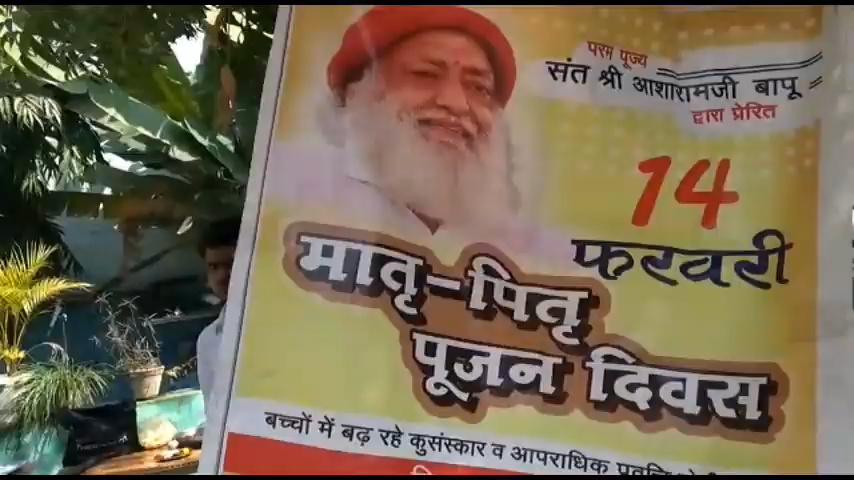 परम पूज्य
संत श्री आशारामजी बापू
द्वारा प्रेरित
14
फरवरी
मातृ-पितृ
पूजन दिवस
बच्चों में बढ़ रहे कुसंस्कार व आपराधिक